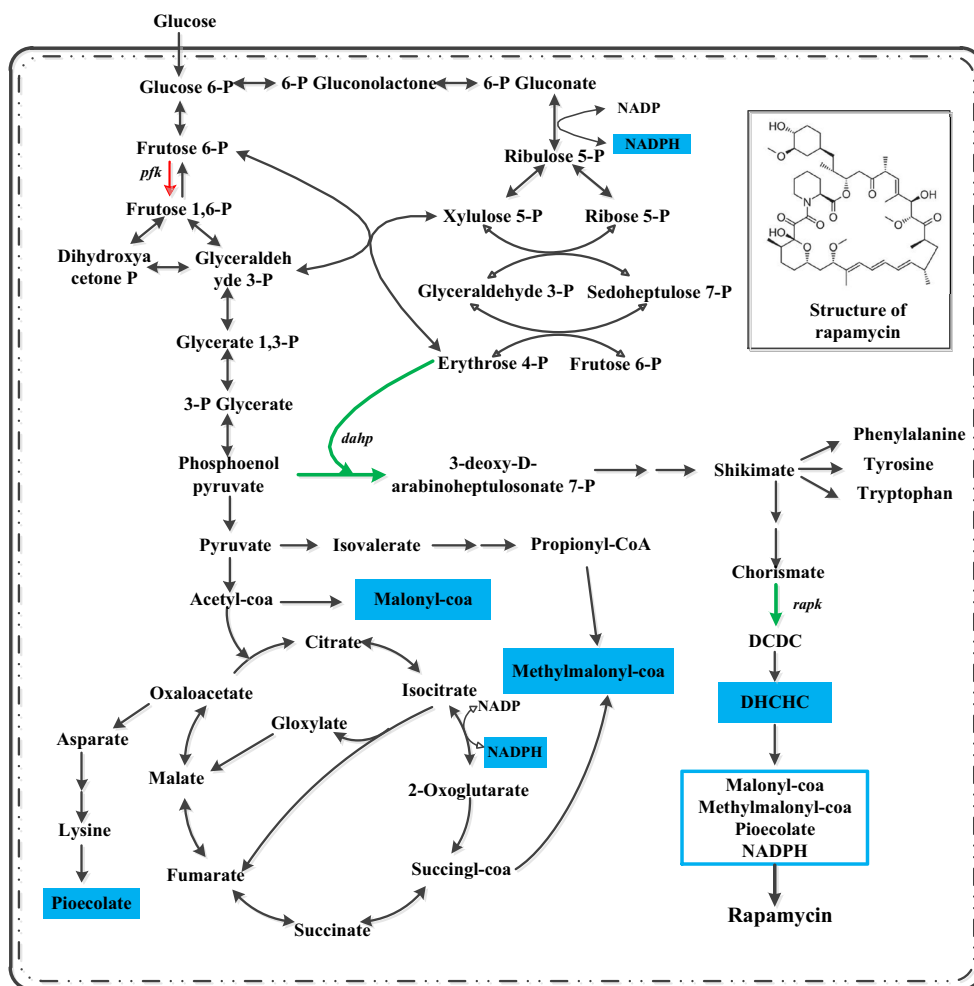 Glucose
Glucose 6-P
6-P Gluconolactone
6-P Gluconate
NADP
NADPH
Frutose 6-P
Ribulose 5-P
pfk
Frutose 1,6-P
Xylulose 5-P
Ribose 5-P
Dihydroxya
cetone P
Glyceraldeh
yde 3-P
Glyceraldehyde 3-P
Sedoheptulose 7-P
HO
O
O
N
O
O
O
O
HO
O
O
O
OH
O
O
Structure of
rapamycin
Glycerate 1,3-P
Erythrose 4-P
Frutose 6-P
3-P Glycerate
dahp
Phosphoenol
pyruvate
3-deoxy-D-
arabinoheptulosonate 7-P
Shikimate
Phenylalanine
Tyrosine
Tryptophan
Pyruvate
Isovalerate
Propionyl-CoA
Chorismate
Acetyl-coa
Malonyl-coa
rapk
Citrate
DCDC
Oxaloacetate
Isocitrate
Methylmalonyl-coa
DHCHC
NADP
NADPH
Gloxylate
Asparate
Malate
2-Oxoglutarate
Malonyl-coa
Methylmalonyl-coa
Pioecolate
NADPH
Lysine
Fumarate
Succingl-coa
Pioecolate
Succinate
Rapamycin